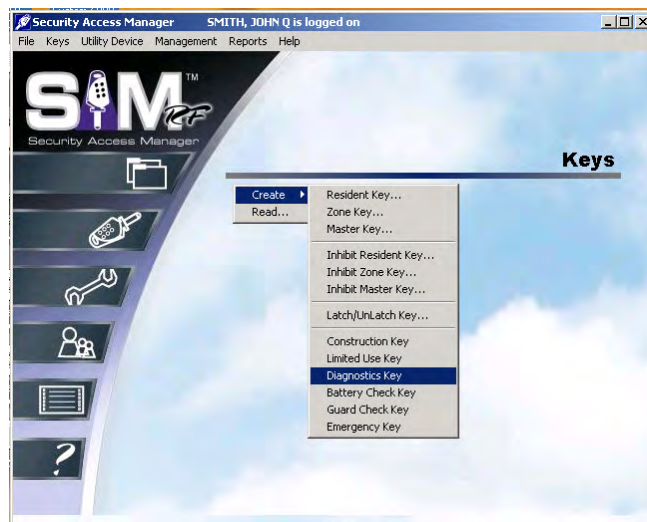 Security Access Manager SMITH, JOHN Q is logged on
File Keys Utility Device Management Reports Help
SAM TM
RF
Security Access Manager
Keys
Create
Read...
Resident Key...
Zone Key...
Master Key...
Inhibit Resident Key...
Inhibit Zone Key...
Inhibit Master Key...
Latch/UnLatch Key...
Construction Key
Limited Use Key
Diagnostics Key
Battery Check Key
Guard Check Key
Emergency Key
?